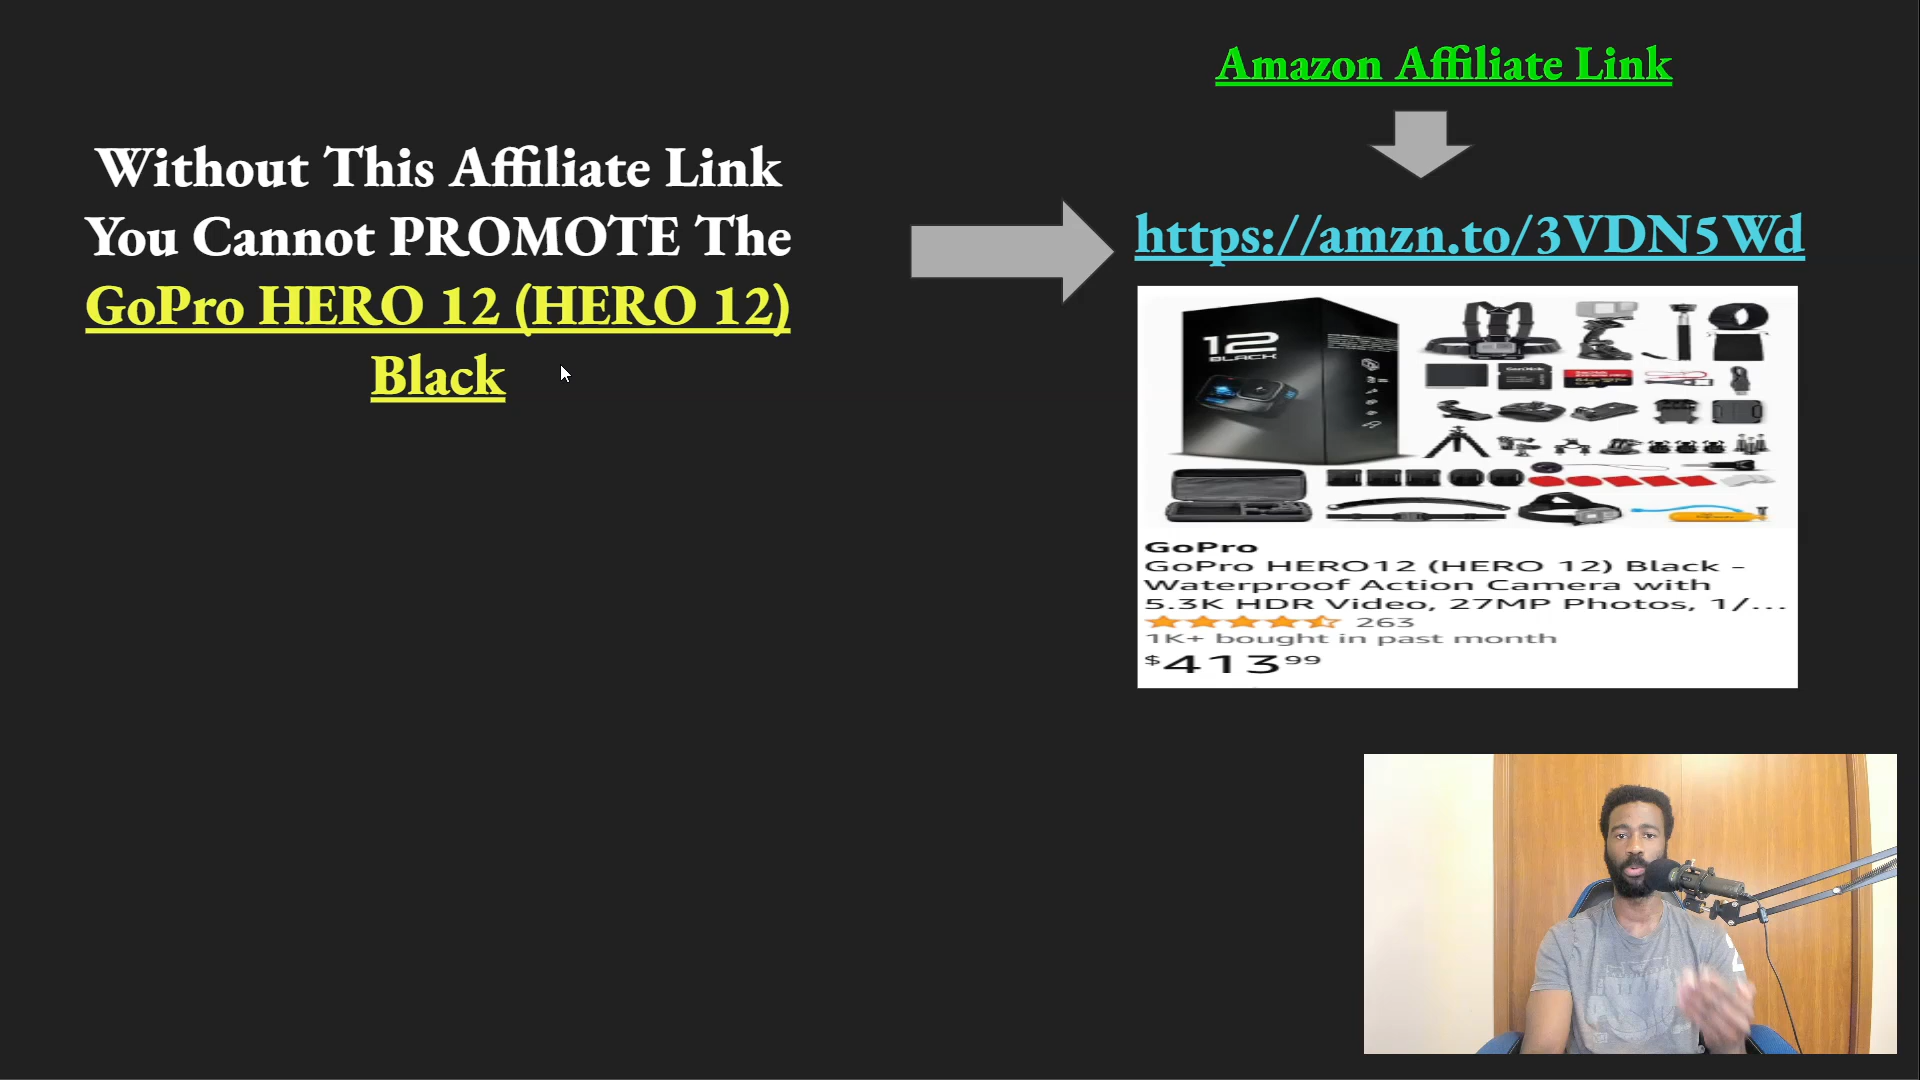 Amazon Affiliate Link
Without This Affiliate Link
You Cannot PROMOTE The
GoPro HERO 12 (HERO 12)
Black
https://amzn.to/3VDN5Wd
12
BLACK
SanDisk
GoPro
GoPro HERO12 (HERO 12) Black –
Waterproof Action Camera with
5.3K HDR Video, 27MP Photos, 1/...
263
1K+ bought in past month
$41399